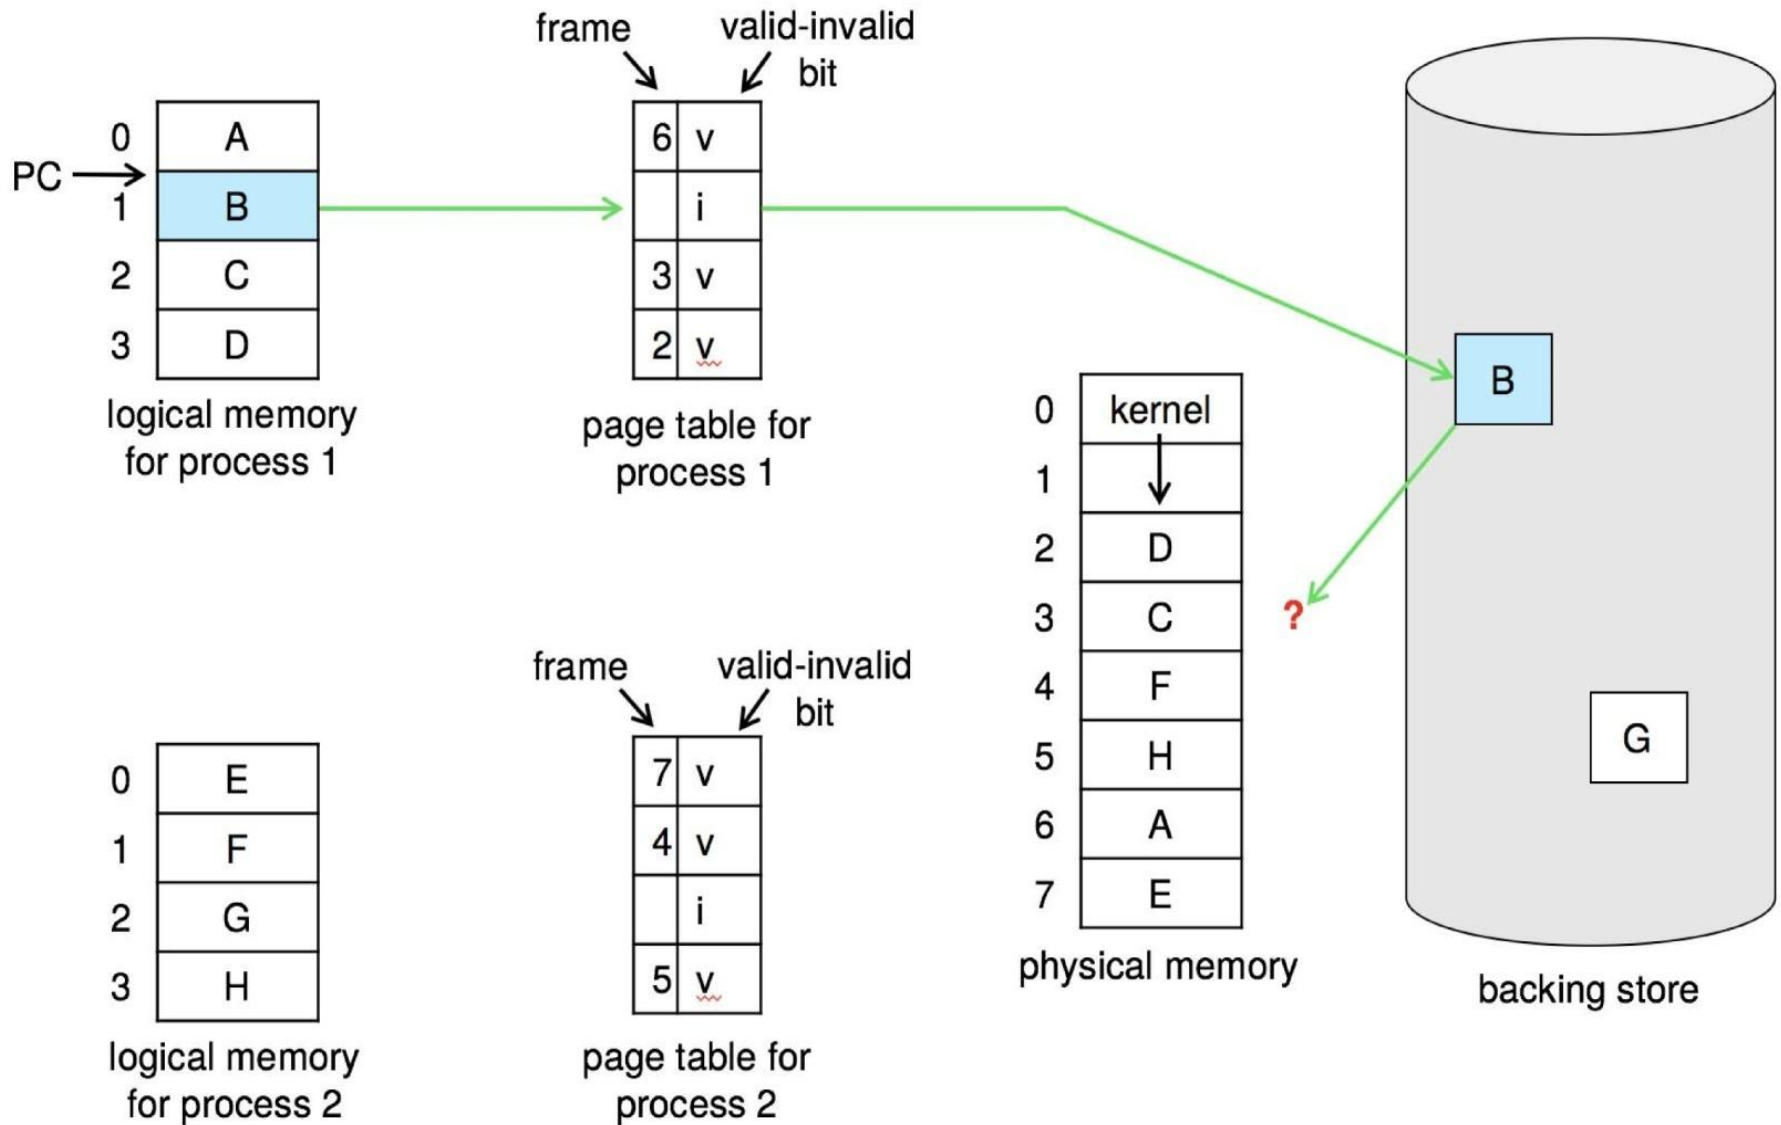 frame
valid-invalid
bit
0 A
PC
1 B
2 C
3 D
6 v
i
3 v
2 v
logical memory
for process 1
page table for
process 1
0 kernel
1
2 D
3 C
4 F
5 H
6 A
7 E
physical memory
?
B
G
backing store
frame
valid-invalid
bit
0 E
1 F
2 G
3 H
7 v
4 v
i
5 v
logical memory
for process 2
page table for
process 2